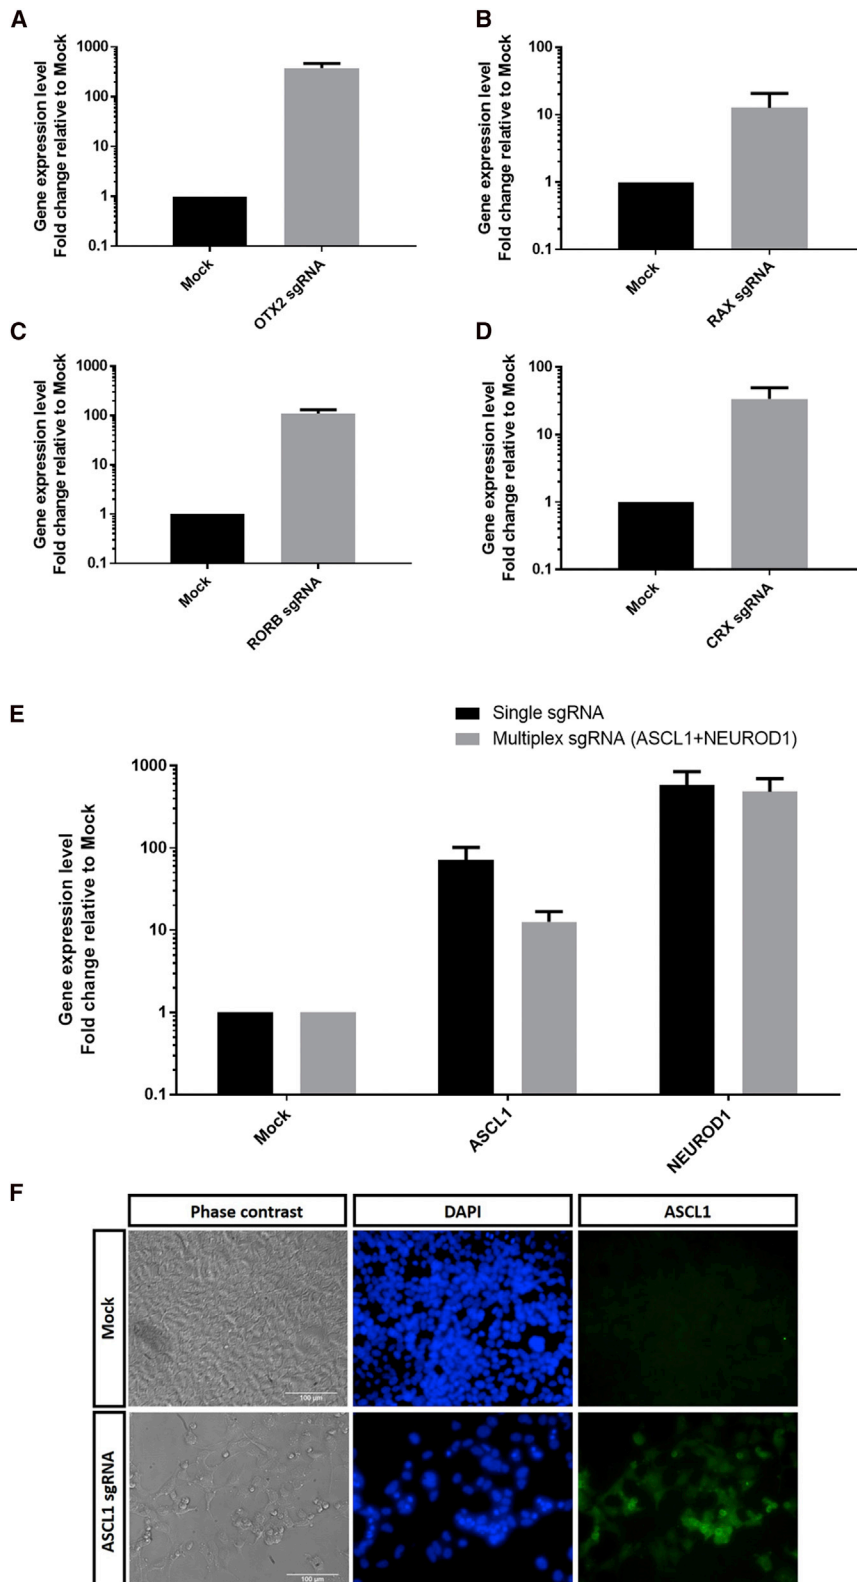 A
Gene expression level
Fold change relative to Mock
1000
100
10
1
0.1
Mock
OTX2 sgRNA
B
Gene expression level
Fold change relative to Mock
100
10
1
0.1
Mock
RAX sgRNA
C
Gene expression level
Fold change relative to Mock
1000
100
10
1
0.1
Mock
RORB sgRNA
D
Gene expression level
Fold change relative to Mock
100
10
1
0.1
Mock
CRX sgRNA
E
Single sgRNA
Multiplex sgRNA (ASCL1+NEUROD1)
Gene expression level
Fold change relative to Mock
1000
100
10
1
0.1
Mock
ASCL1
NEUROD1
F
Phase contrast
DAPI
ASCL1
Mock
100 µm
ASCL1 sgRNA
100 µm